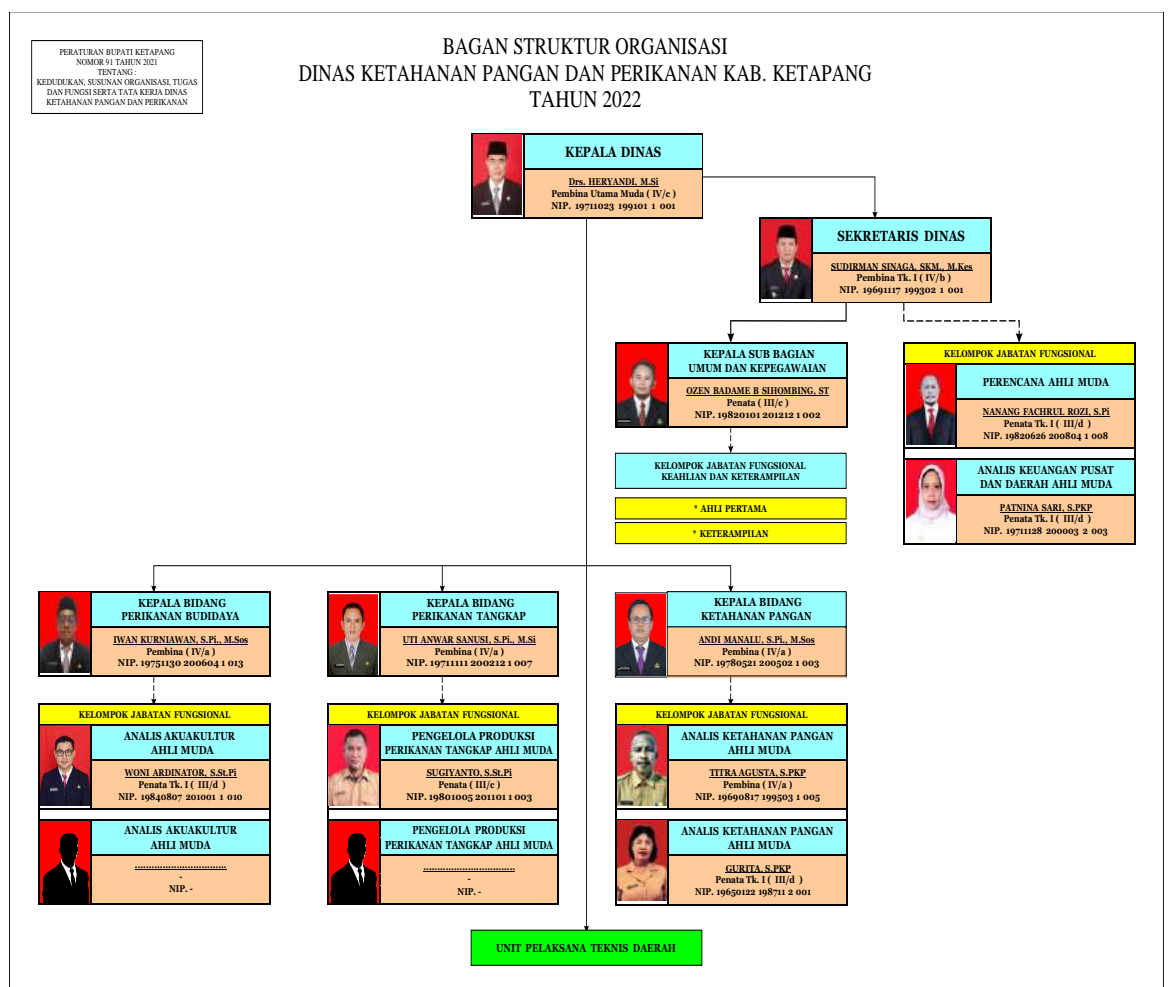 PERATURAN BUPATI KETAPANG
NOMOR 91 TAHUN 2021
TENTANG :
KEDUDUKAN, SUSUNAN ORGANISASI, TUGAS
DAN FUNGSI SERTA TATA KERJA DINAS
KETAHANAN PANGAN DAN PERIKANAN
BAGAN STRUKTUR ORGANISASI
DINAS KETAHANAN PANGAN DAN PERIKANAN KAB. KETAPANG
TAHUN 2022
KEPALA DINAS
Drs. HERYANDI, M.Si
Pembina Utama Muda ( IV/c )
NIP. 19711023 199101 1 001
SEKRETARIS DINAS
SUDIRMAN SINAGA, SKM., M.Kes
Pembina Tk. I ( IV/b )
NIP. 19691117 199302 1 001
KEPALA SUB BAGIAN
UMUM DAN KEPEGAWAIAN
OZEN BADAME B SIHOMBING, ST
Penata ( III/c )
NIP. 19820101 201212 1 002
KELOMPOK JABATAN FUNGSIONAL
KEAHLIAN DAN KETERAMPILAN
* AHLI PERTAMA
* KETERAMPILAN
KELOMPOK JABATAN FUNGSIONAL
PERENCANA AHLI MUDA
NANANG FACHRUL ROZI, S.Pi
Penata Tk. I ( III/d )
NIP. 19820626 200804 1 008
ANALIS KEUANGAN PUSAT
DAN DAERAH AHLI MUDA
PATNINA SARI, S.PKP
Penata Tk. I ( III/d )
NIP. 19711128 200003 2 003
KEPALA BIDANG
PERIKANAN BUDIDAYA
IWAN KURNIAWAN, S.Pi., M.Sos
Pembina ( IV/a )
NIP. 19751130 200604 1 013
KEPALA BIDANG
PERIKANAN TANGKAP
UTI ANWAR SANUSI, S.Pi., M.Si
Pembina ( IV/a )
NIP. 19711111 200212 1 007
KEPALA BIDANG
KETAHANAN PANGAN
ANDI MANALU, S.Pi., M.Sos
Pembina ( IV/a )
NIP. 19780521 200502 1 003
KELOMPOK JABATAN FUNGSIONAL
ANALIS AKUAKULTUR
AHLI MUDA
WONI ARDINATOR, S.St.Pi
Penata Tk. I ( III/d )
NIP. 19840807 201001 1 010
ANALIS AKUAKULTUR
AHLI MUDA
.................................
-
NIP. -
KELOMPOK JABATAN FUNGSIONAL
PENGELOLA PRODUKSI
PERIKANAN TANGKAP AHLI MUDA
SUGIYANTO, S.St.Pi
Penata ( III/c )
NIP. 19801005 201101 1 003
PENGELOLA PRODUKSI
PERIKANAN TANGKAP AHLI MUDA
.................................
-
NIP. -
KELOMPOK JABATAN FUNGSIONAL
ANALIS KETAHANAN PANGAN
AHLI MUDA
TITRA AGUSTA, S.PKP
Pembina ( IV/a )
NIP. 19690817 199503 1 005
ANALIS KETAHANAN PANGAN
AHLI MUDA
GURITA, S.PKP
Penata Tk. I ( III/d )
NIP. 19650122 198711 2 001
UNIT PELAKSANA TEKNIS DAERAH